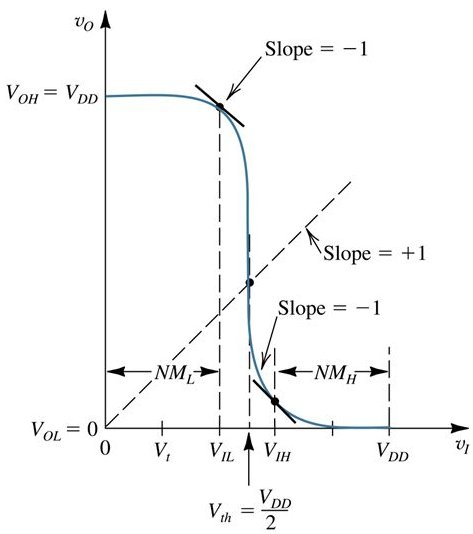 v_O
Slope = −1
V_OH = V_DD
Slope = +1
Slope = −1
NM_L
NM_H
V_OL = 0
0
V_t
V_IL
V_IH
V_DD
v_I
V_th = V_DD/2